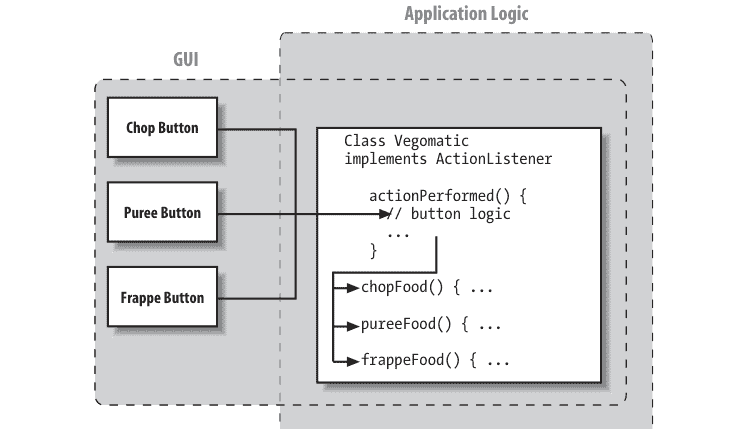 Application Logic
GUI
Chop Button
Puree Button
Frappe Button
Class Vegomatic
implements ActionListener
actionPerformed() {
// button logic
...
}
chopFood() { ...
pureeFood() { ...
frappeFood() { ...